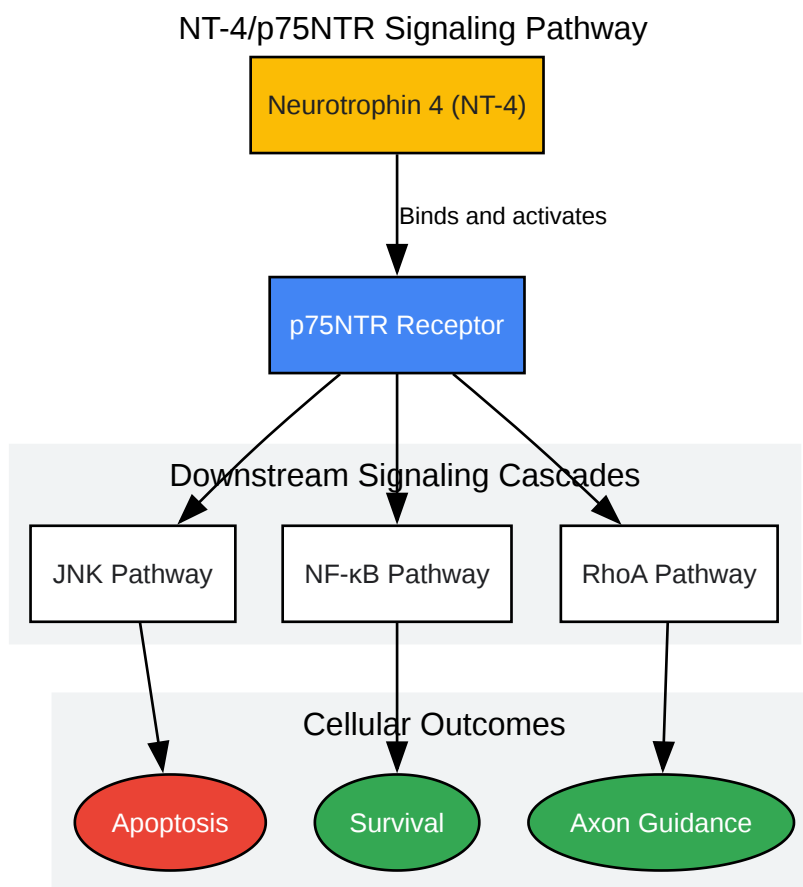 NT-4/p75NTR Signaling Pathway
Neurotrophin 4 (NT-4)
Binds and activates
p75NTR Receptor
Downstream Signaling Cascades
JNK Pathway
NF-κB Pathway
RhoA Pathway
Cellular Outcomes
Apoptosis
Survival
Axon Guidance